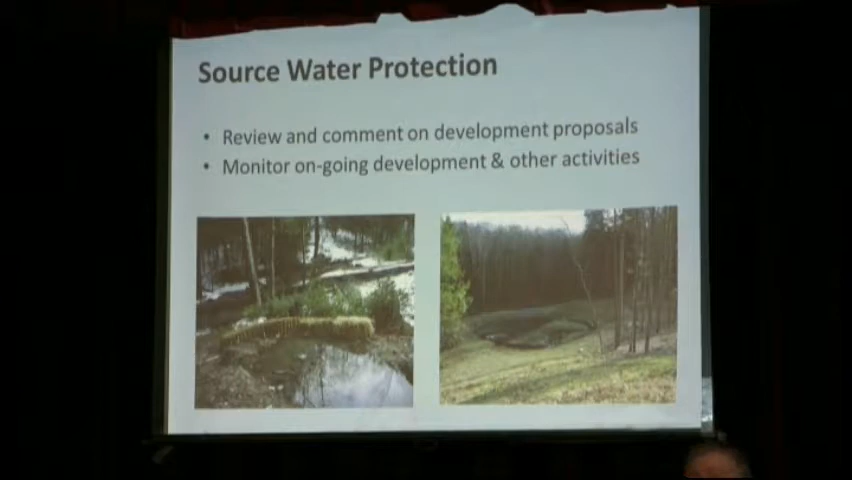 Source Water Protection
• Review and comment on development proposals
• Monitor on-going development & other activities